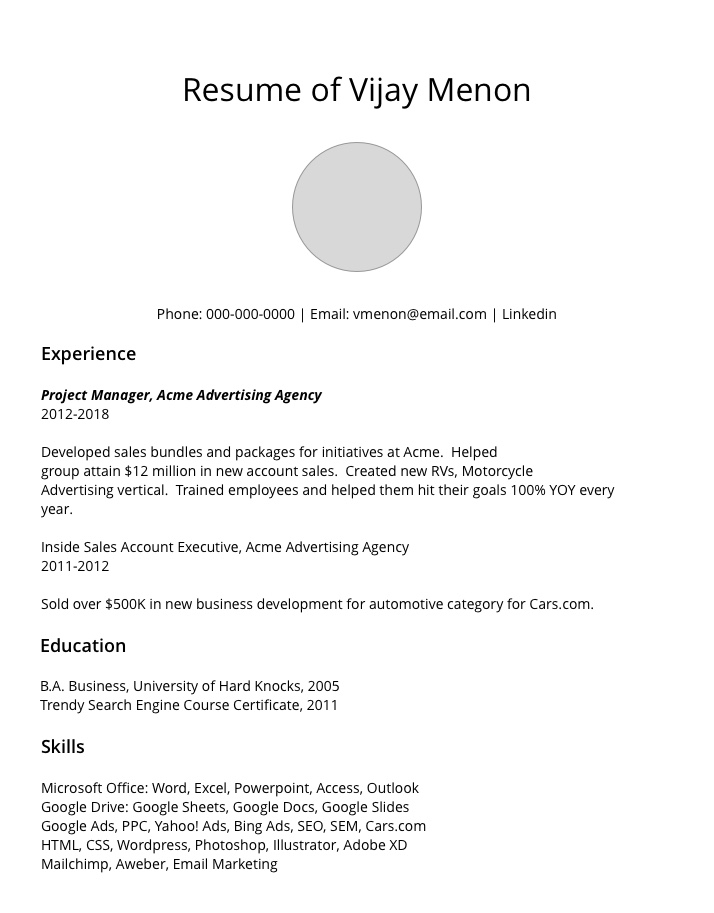 Resume of Vijay Menon
Phone: 000-000-0000 | Email: vmenon@email.com | Linkedin
Experience
Project Manager, Acme Advertising Agency
2012-2018
Developed sales bundles and packages for initiatives at Acme.  Helped
group attain $12 million in new account sales.  Created new RVs, Motorcycle
Advertising vertical.  Trained employees and helped them hit their goals 100% YOY every
year.
Inside Sales Account Executive, Acme Advertising Agency
2011-2012
Sold over $500K in new business development for automotive category for Cars.com.
Education
B.A. Business, University of Hard Knocks, 2005
Trendy Search Engine Course Certificate, 2011
Skills
Microsoft Office: Word, Excel, Powerpoint, Access, Outlook
Google Drive: Google Sheets, Google Docs, Google Slides
Google Ads, PPC, Yahoo! Ads, Bing Ads, SEO, SEM, Cars.com
HTML, CSS, Wordpress, Photoshop, Illustrator, Adobe XD
Mailchimp, Aweber, Email Marketing